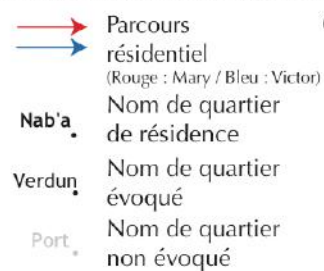 Parcours
résidentiel
(Rouge : Mary / Bleu : Victor)
Nab'a
Nom de quartier
de résidence
Verdun
Nom de quartier
évoqué
Port
Nom de quartier
non évoqué